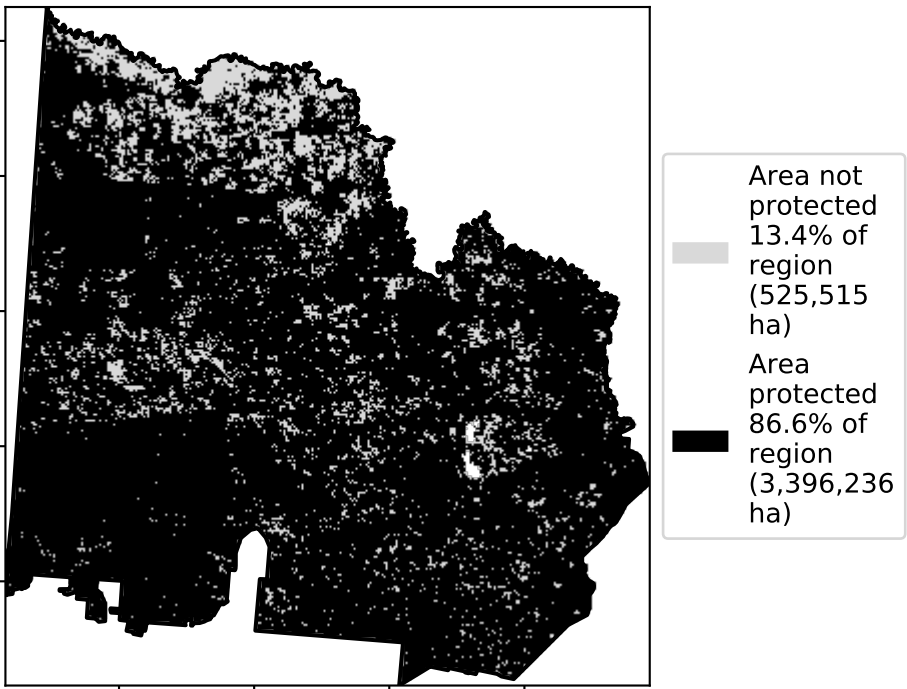 Area not
protected
13.4% of
region
(525,515
ha)
Area
protected
86.6% of
region
(3,396,236
ha)